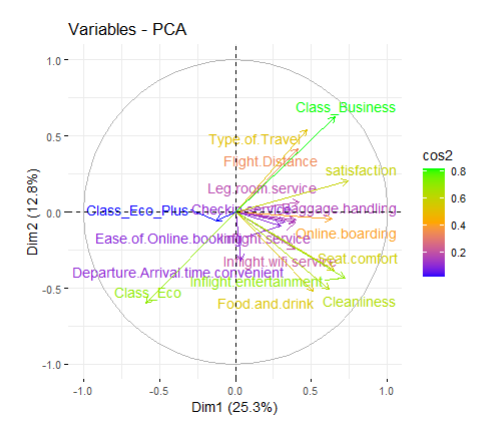 Variables - PCA
Class_Business
Type.of.Travel
Flight.Distance
satisfaction
Leg.room.service
Class_Eco_Plus
Checkin.service
Baggage.handling
Online.boarding
Ease.of.Online.booking
Inflight.service
Inflight.wifi.service
Seat.comfort
Departure.Arrival.time.convenient
Inflight.entertainment
Class_Eco
Food.and.drink
Cleanliness
1.0
0.5
0.0
-0.5
-1.0
-1.0
-0.5
0.0
0.5
1.0
Dim1 (25.3%)
Dim2 (12.8%)
cos2
0.8
0.6
0.4
0.2